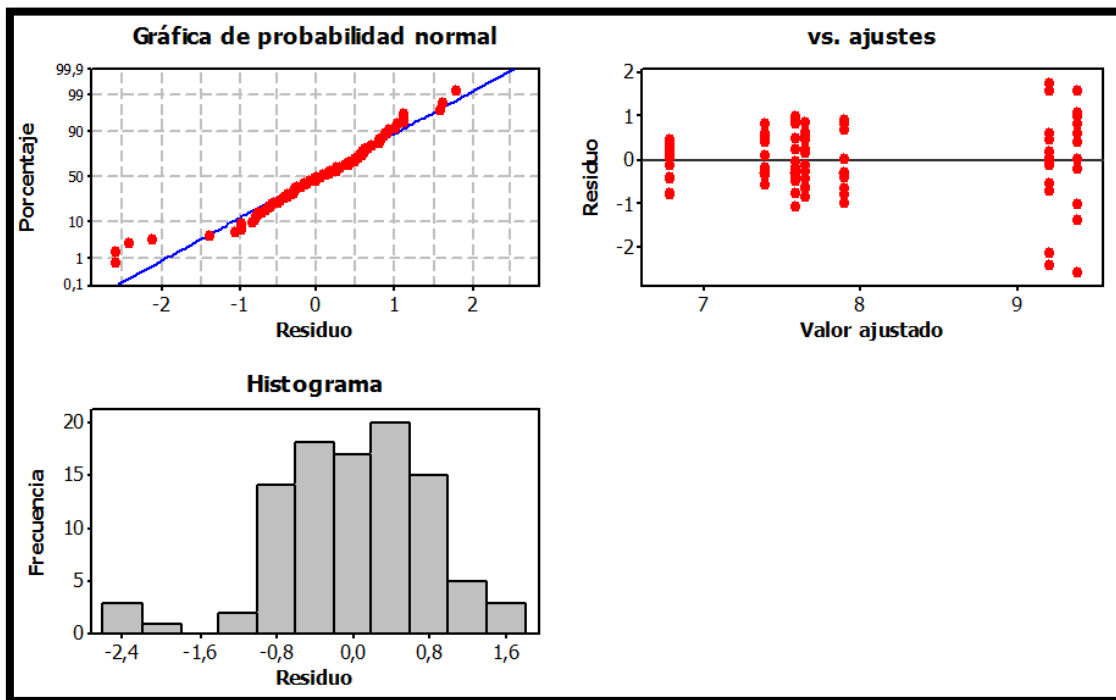 Gráfica de probabilidad normal
99,9
99
90
50
10
1
0,1
Porcentaje
-2 -1 0 1 2
Residuo
vs. ajustes
2
1
0
-1
-2
Residuo
7 8 9
Valor ajustado
Histograma
20
15
10
5
0
Frecuencia
-2,4 -1,6 -0,8 0,0 0,8 1,6
Residuo